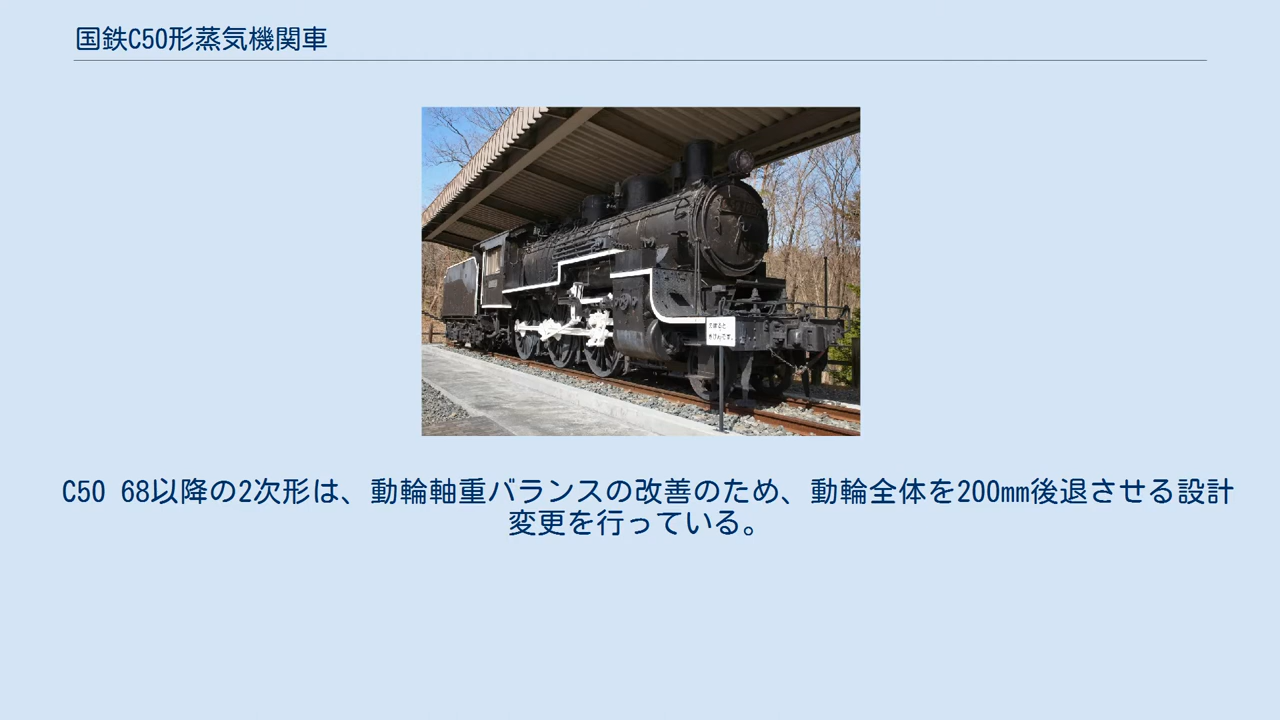 国鉄C50形蒸気機関車
C50 68以降の2次形は、動輪軸重バランスの改善のため、動輪全体を200mm後退させる設計
変更を行っている。